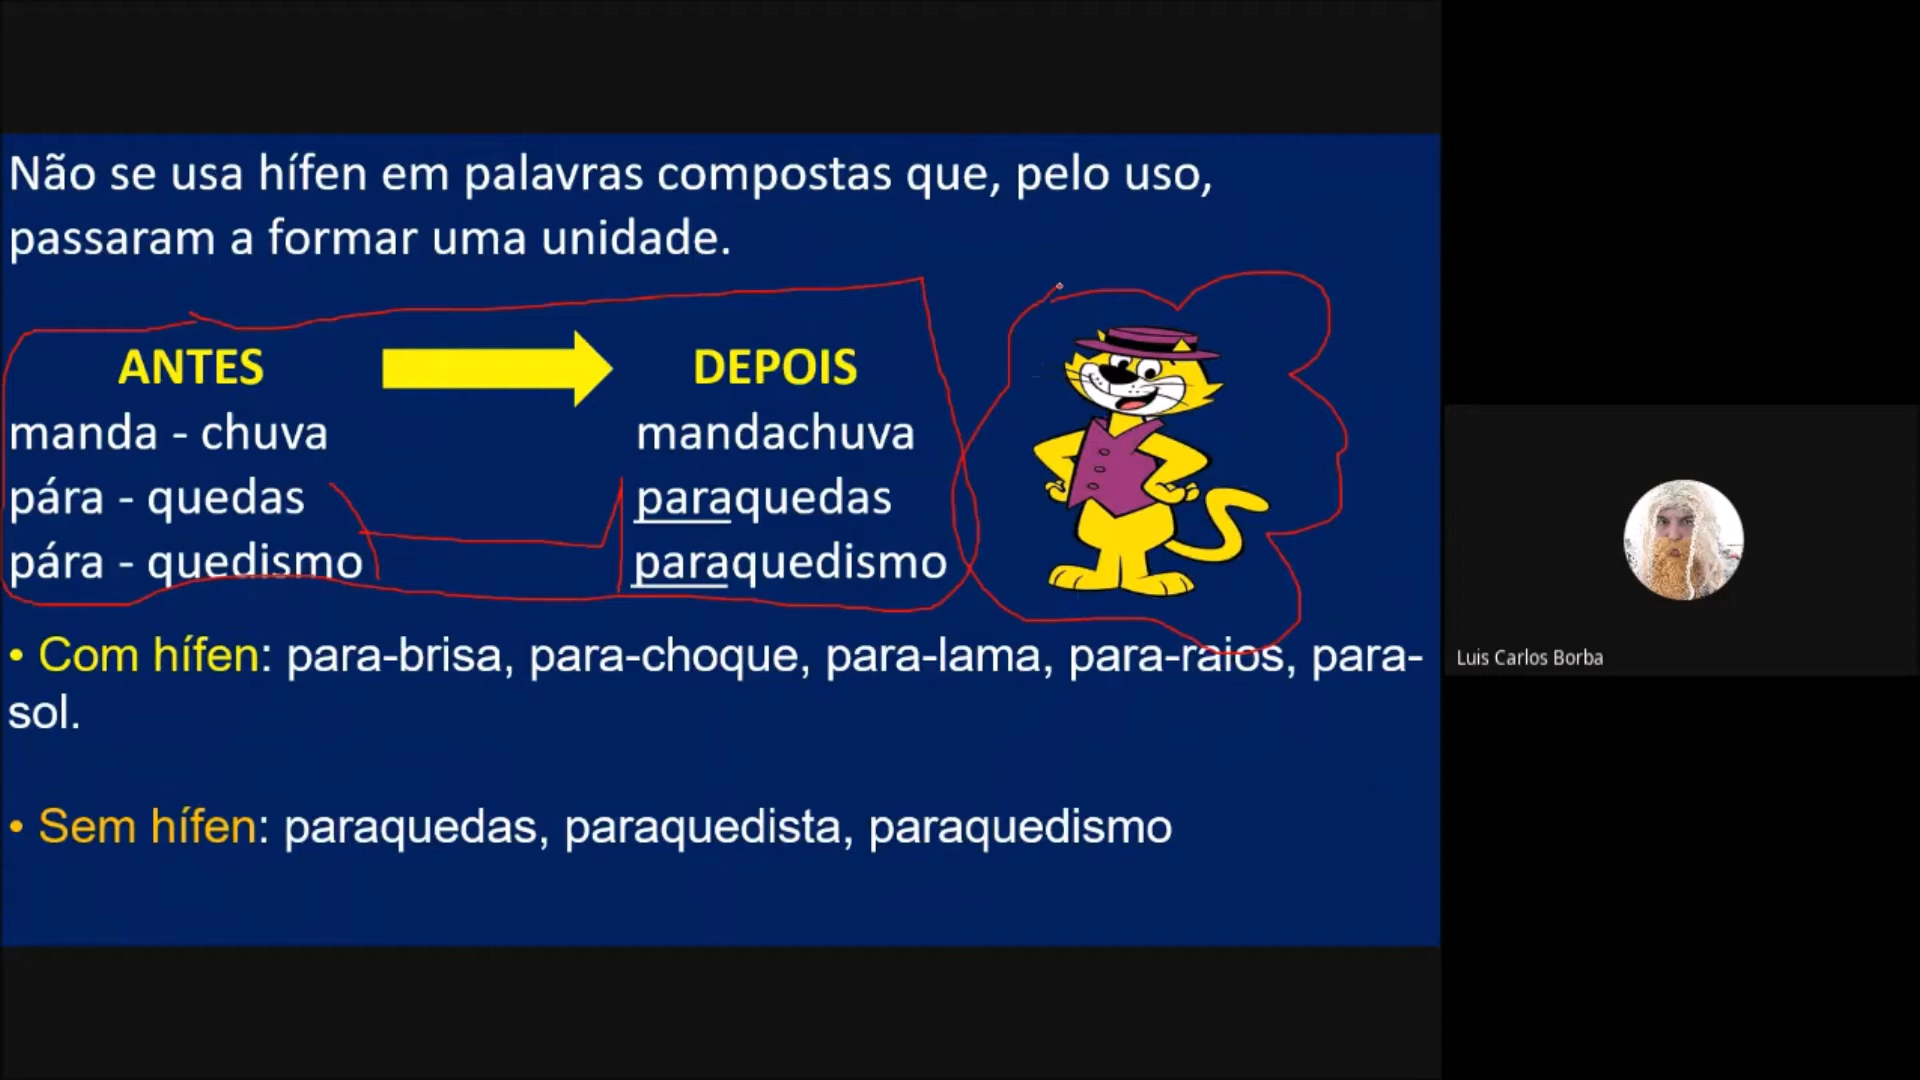 Não se usa hífen em palavras compostas que, pelo uso,
passaram a formar uma unidade.
ANTES DEPOIS
manda - chuva mandachuva
pára - quedas paraquedas
pára - quedismo paraquedismo
• Com hífen: para-brisa, para-choque, para-lama, para-raios, para-
sol.
• Sem hífen: paraquedas, paraquedista, paraquedismo
Luis Carlos Borba